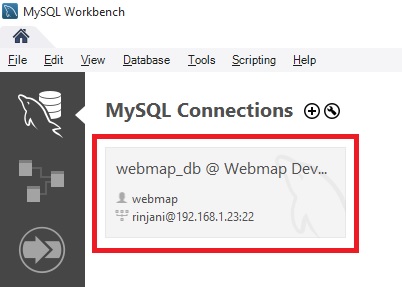 MySQL Workbench
File Edit View Database Tools Scripting Help
MySQL Connections
webmap_db @ Webmap Dev...
webmap
rinjani@192.168.1.23:22